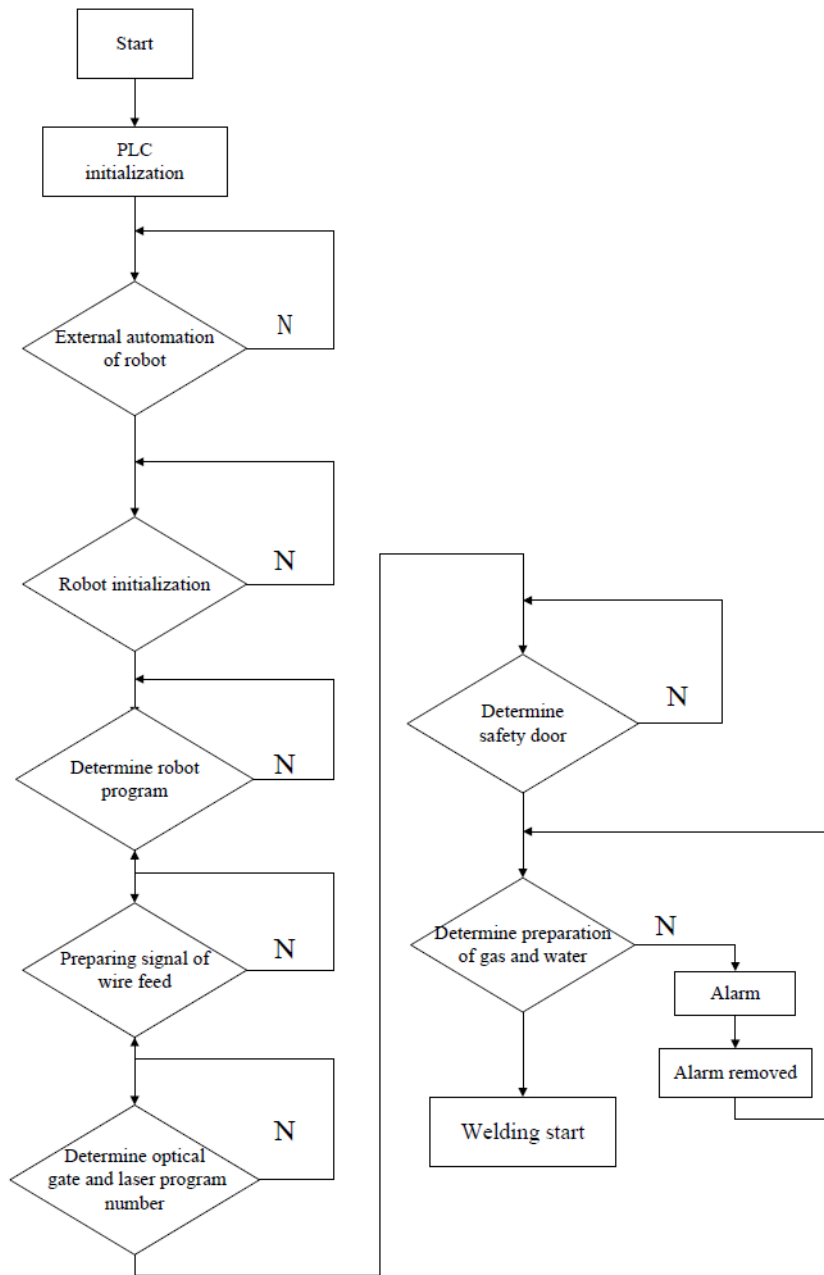 Start
PLC
initialization
External automation
of robot
N
Robot initialization
N
Determine robot
program
N
Preparing signal of
wire feed
N
Determine optical
gate and laser program
number
N
Determine
safety door
N
Determine preparation
of gas and water
N
Alarm
Alarm removed
Welding start